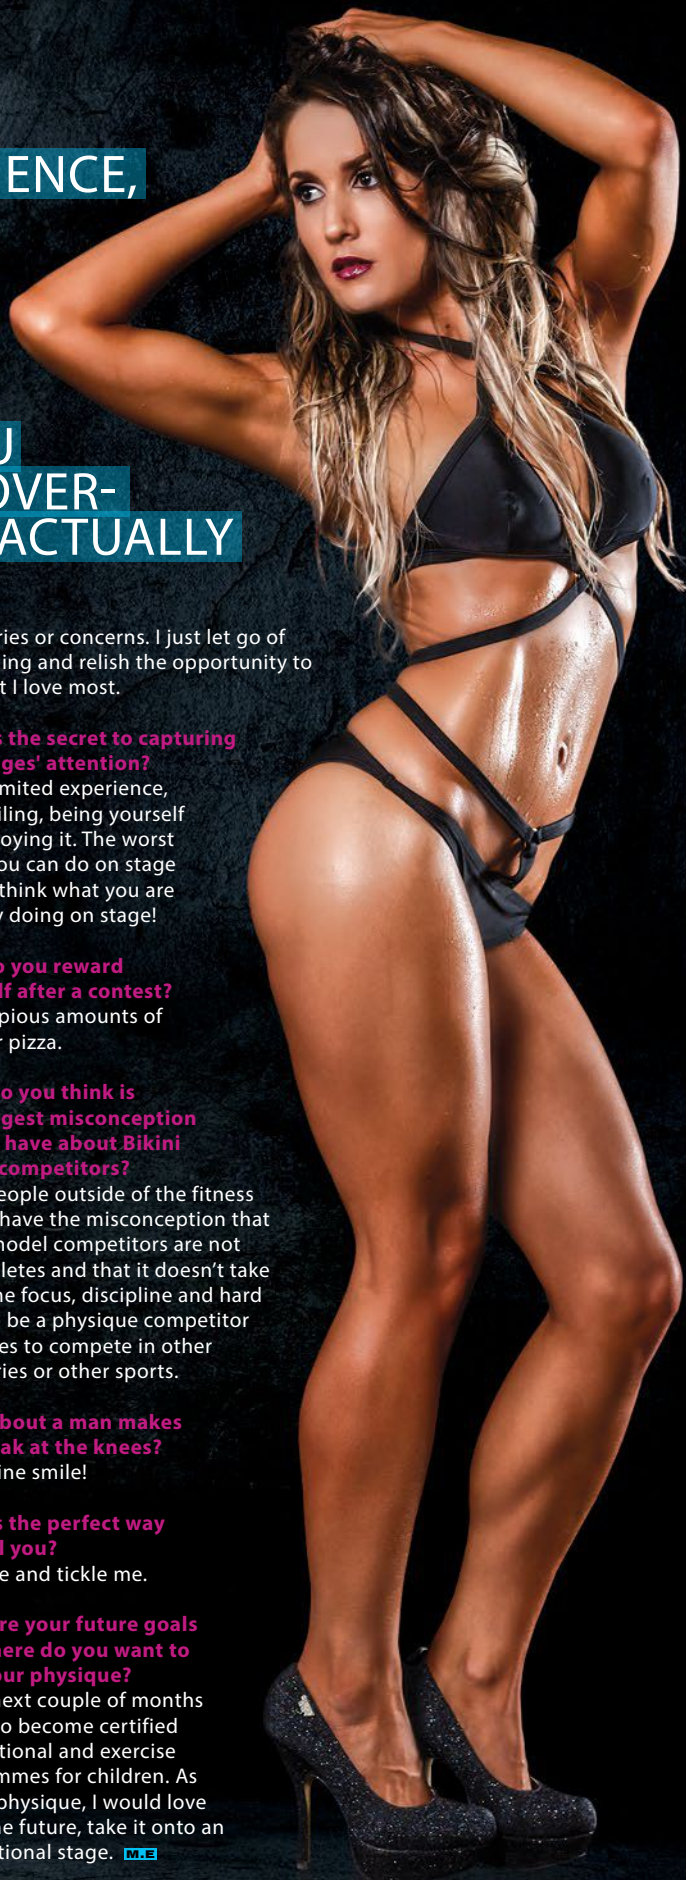 ENCE,
U
OVER-
ACTUALLY
ries or concerns. I just let go of
ing and relish the opportunity to
t I love most.
s the secret to capturing
ges' attention?
mited experience,
iling, being yourself
oying it. The worst
ou can do on stage
think what you are
y doing on stage!
o you reward
lf after a contest?
pious amounts of
r pizza.
o you think is
gest misconception
have about Bikini
competitors?
eople outside of the fitness
have the misconception that
model competitors are not
letes and that it doesn't take
ne focus, discipline and hard
be a physique competitor
es to compete in other
ries or other sports.
bout a man makes
ak at the knees?
ine smile!
s the perfect way
l you?
e and tickle me.
re your future goals
here do you want to
our physique?
next couple of months
o become certified
tional and exercise
mmes for children. As
physique, I would love
he future, take it onto an
tional stage. M.E